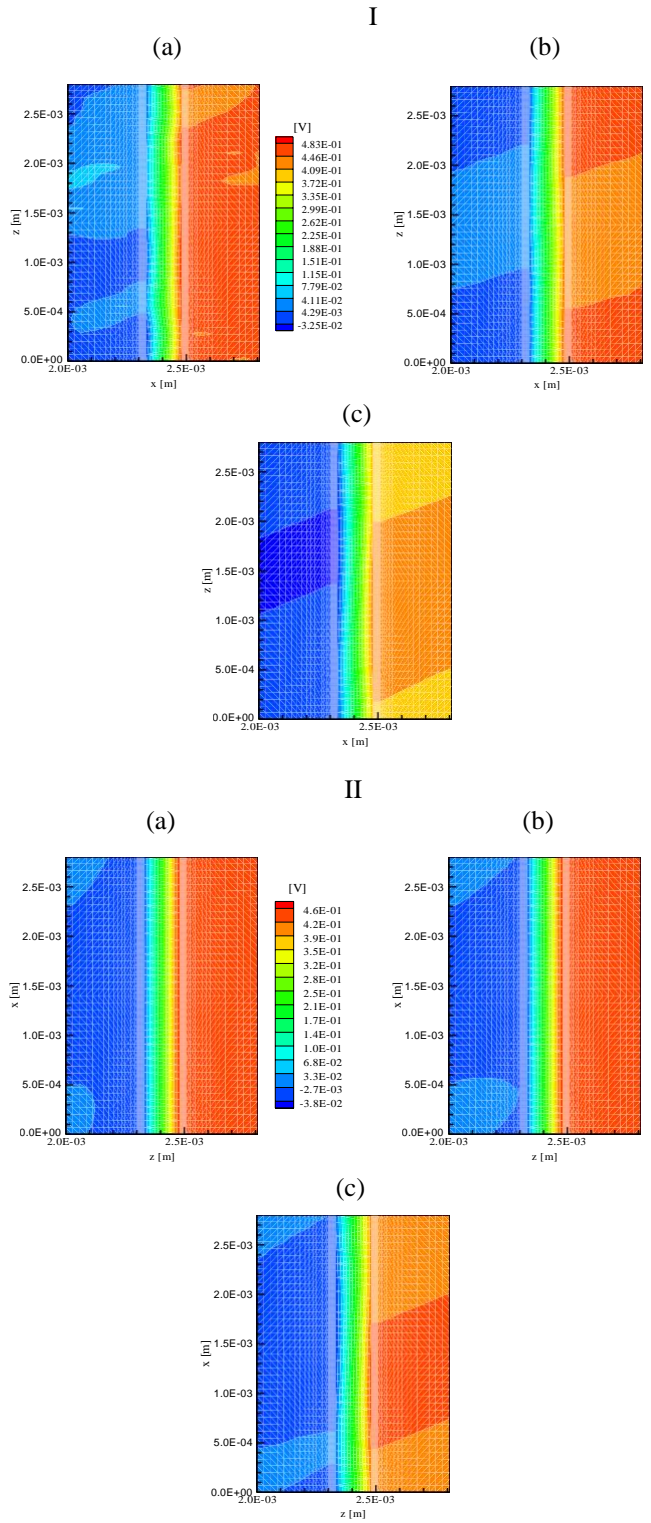 I
(a)
(b)
2.5E-03
2.0E-03
1.5E-03
1.0E-03
5.0E-04
0.0E+00
z [m]
2.0E-03
2.5E-03
x [m]
[V]
4.83E-01
4.46E-01
4.09E-01
3.72E-01
3.35E-01
2.99E-01
2.62E-01
2.25E-01
1.88E-01
1.51E-01
1.15E-01
7.79E-02
4.11E-02
4.29E-03
-3.25E-02
2.5E-03
2.0E-03
1.5E-03
1.0E-03
5.0E-04
0.0E+00
z [m]
2.0E-03
2.5E-03
x [m]
(c)
2.5E-03
2.0E-03
1.5E-03
1.0E-03
5.0E-04
0.0E+00
z [m]
2.0E-03
2.5E-03
x [m]
II
(a)
(b)
2.5E-03
2.0E-03
1.5E-03
1.0E-03
5.0E-04
0.0E+00
x [m]
2.0E-03
2.5E-03
z [m]
[V]
4.6E-01
4.2E-01
3.9E-01
3.5E-01
3.2E-01
2.8E-01
2.5E-01
2.1E-01
1.7E-01
1.4E-01
1.0E-01
6.8E-02
3.3E-02
-2.7E-03
-3.8E-02
2.5E-03
2.0E-03
1.5E-03
1.0E-03
5.0E-04
0.0E+00
x [m]
2.0E-03
2.5E-03
z [m]
(c)
2.5E-03
2.0E-03
1.5E-03
1.0E-03
5.0E-04
0.0E+00
x [m]
2.0E-03
2.5E-03
z [m]